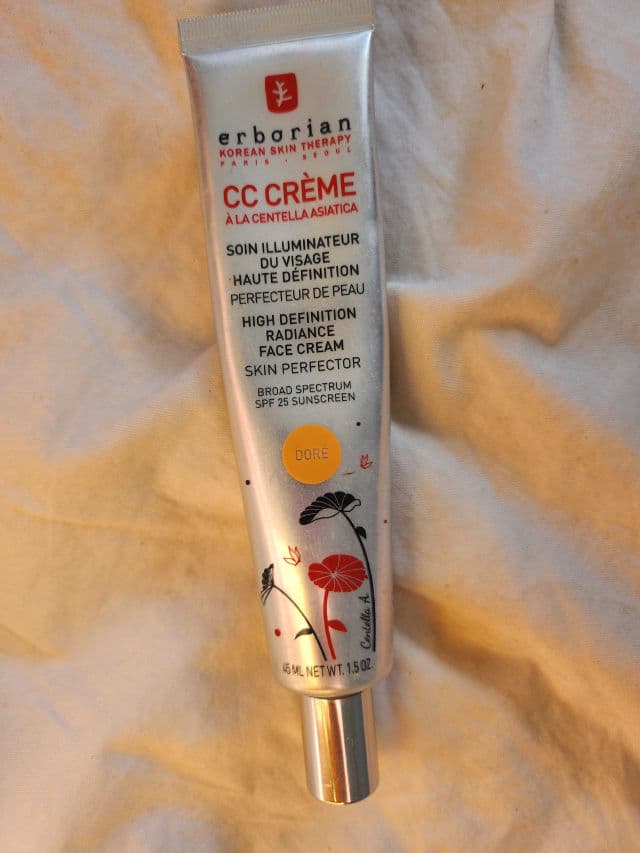 erborian
KOREAN SKIN THERAPY
PARIS - SEOUL
CC CRÈME
À LA CENTELLA ASIATICA
SOIN ILLUMINATEUR
DU VISAGE
HAUTE DÉFINITION
PERFECTEUR DE PEAU
HIGH DEFINITION
RADIANCE
FACE CREAM
SKIN PERFECTOR
BROAD SPECTRUM
SPF 25 SUNSCREEN
DORÉ
Centella A.
45 ML NET WT. 1.5 OZ